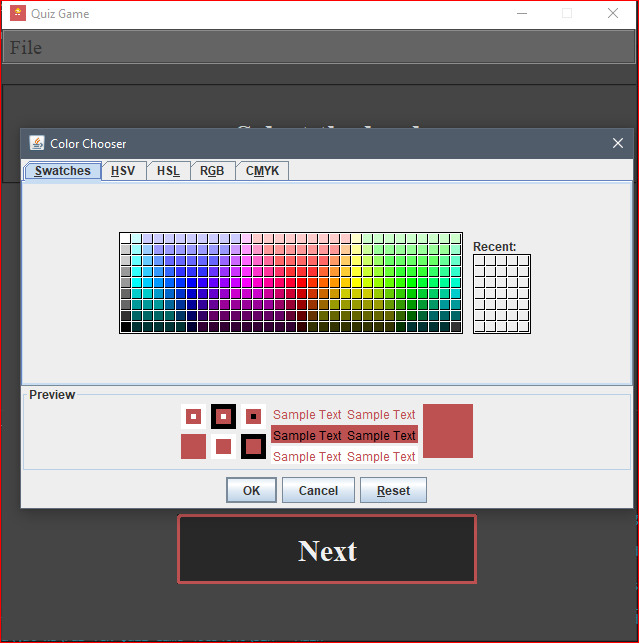 Quiz Game
File
Color Chooser
Swatches HSV HSL RGB CMYK
Recent:
Preview
Sample Text Sample Text
Sample Text Sample Text
Sample Text Sample Text
OK Cancel Reset
Next